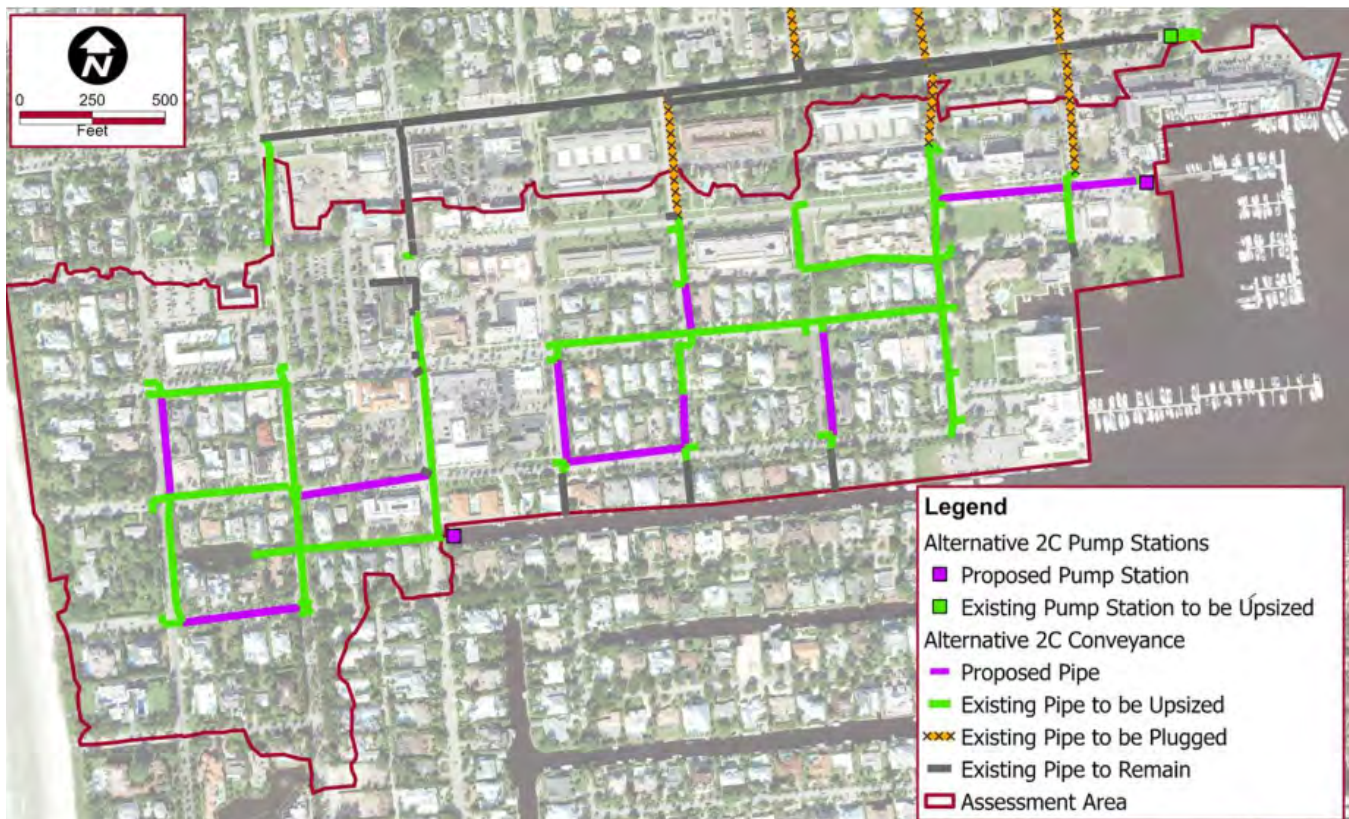 N
0 250 500
Feet
Legend
Alternative 2C Pump Stations
Proposed Pump Station
Existing Pump Station to be Upsized
Alternative 2C Conveyance
Proposed Pipe
Existing Pipe to be Upsized
Existing Pipe to be Plugged
Existing Pipe to Remain
Assessment Area